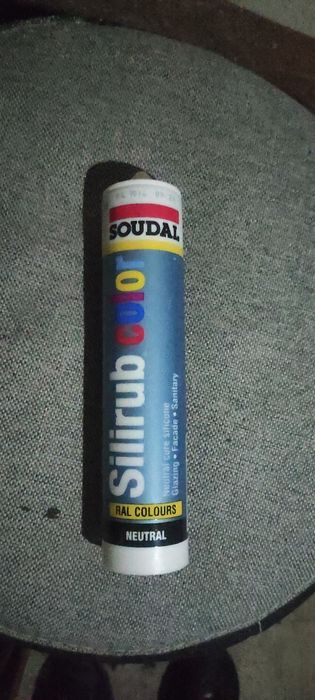 SOUDAL
Silirub color
Neutral cure silicone
Glazing • Facade • Sanitary
RAL COLOURS
NEUTRAL